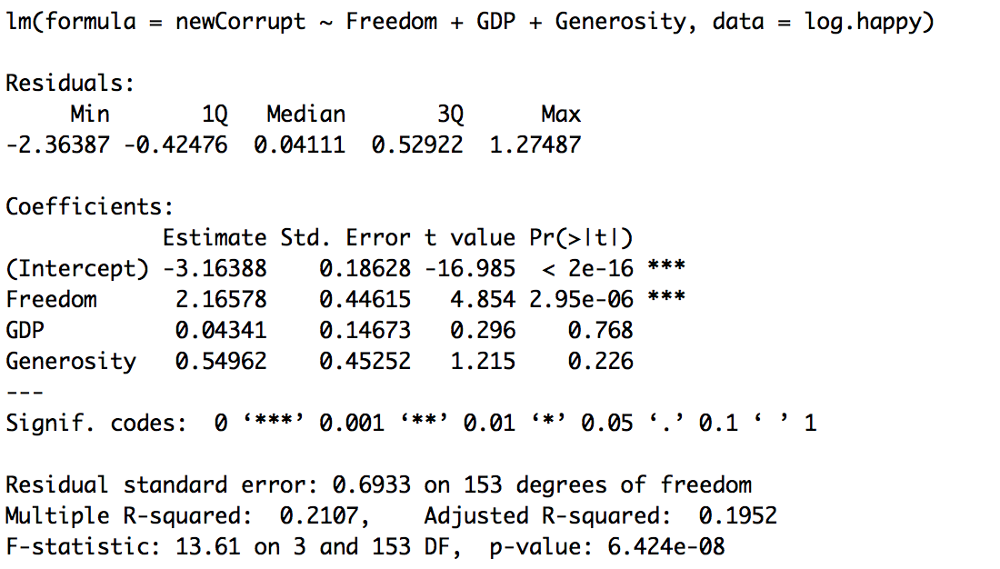 lm(formula = newCorrupt ~ Freedom + GDP + Generosity, data = log.happy)
Residuals:
Min 1Q Median 3Q Max
-2.36387 -0.42476 0.04111 0.52922 1.27487
Coefficients:
Estimate Std. Error t value Pr(>|t|)
(Intercept) -3.16388 0.18628 -16.985 < 2e-16 ***
Freedom 2.16578 0.44615 4.854 2.95e-06 ***
GDP 0.04341 0.14673 0.296 0.768
Generosity 0.54962 0.45252 1.215 0.226
---
Signif. codes: 0 ‘***’ 0.001 ‘**’ 0.01 ‘*’ 0.05 ‘.’ 0.1 ‘ ’ 1
Residual standard error: 0.6933 on 153 degrees of freedom
Multiple R-squared: 0.2107, Adjusted R-squared: 0.1952
F-statistic: 13.61 on 3 and 153 DF, p-value: 6.424e-08